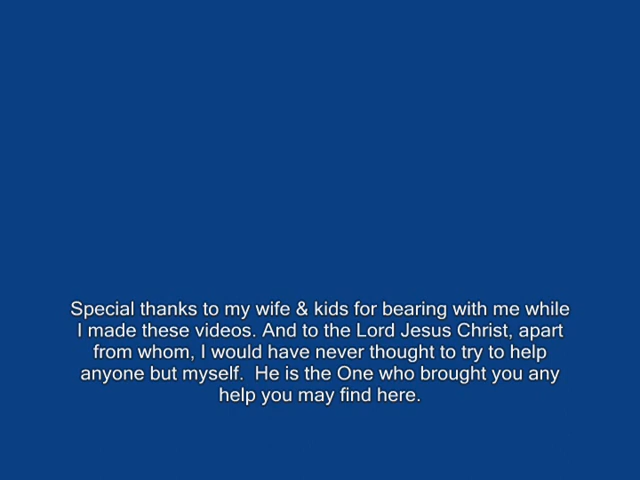 Special thanks to my wife & kids for bearing with me while
I made these videos. And to the Lord Jesus Christ, apart
from whom, I would have never thought to try to help
anyone but myself.  He is the One who brought you any
help you may find here.